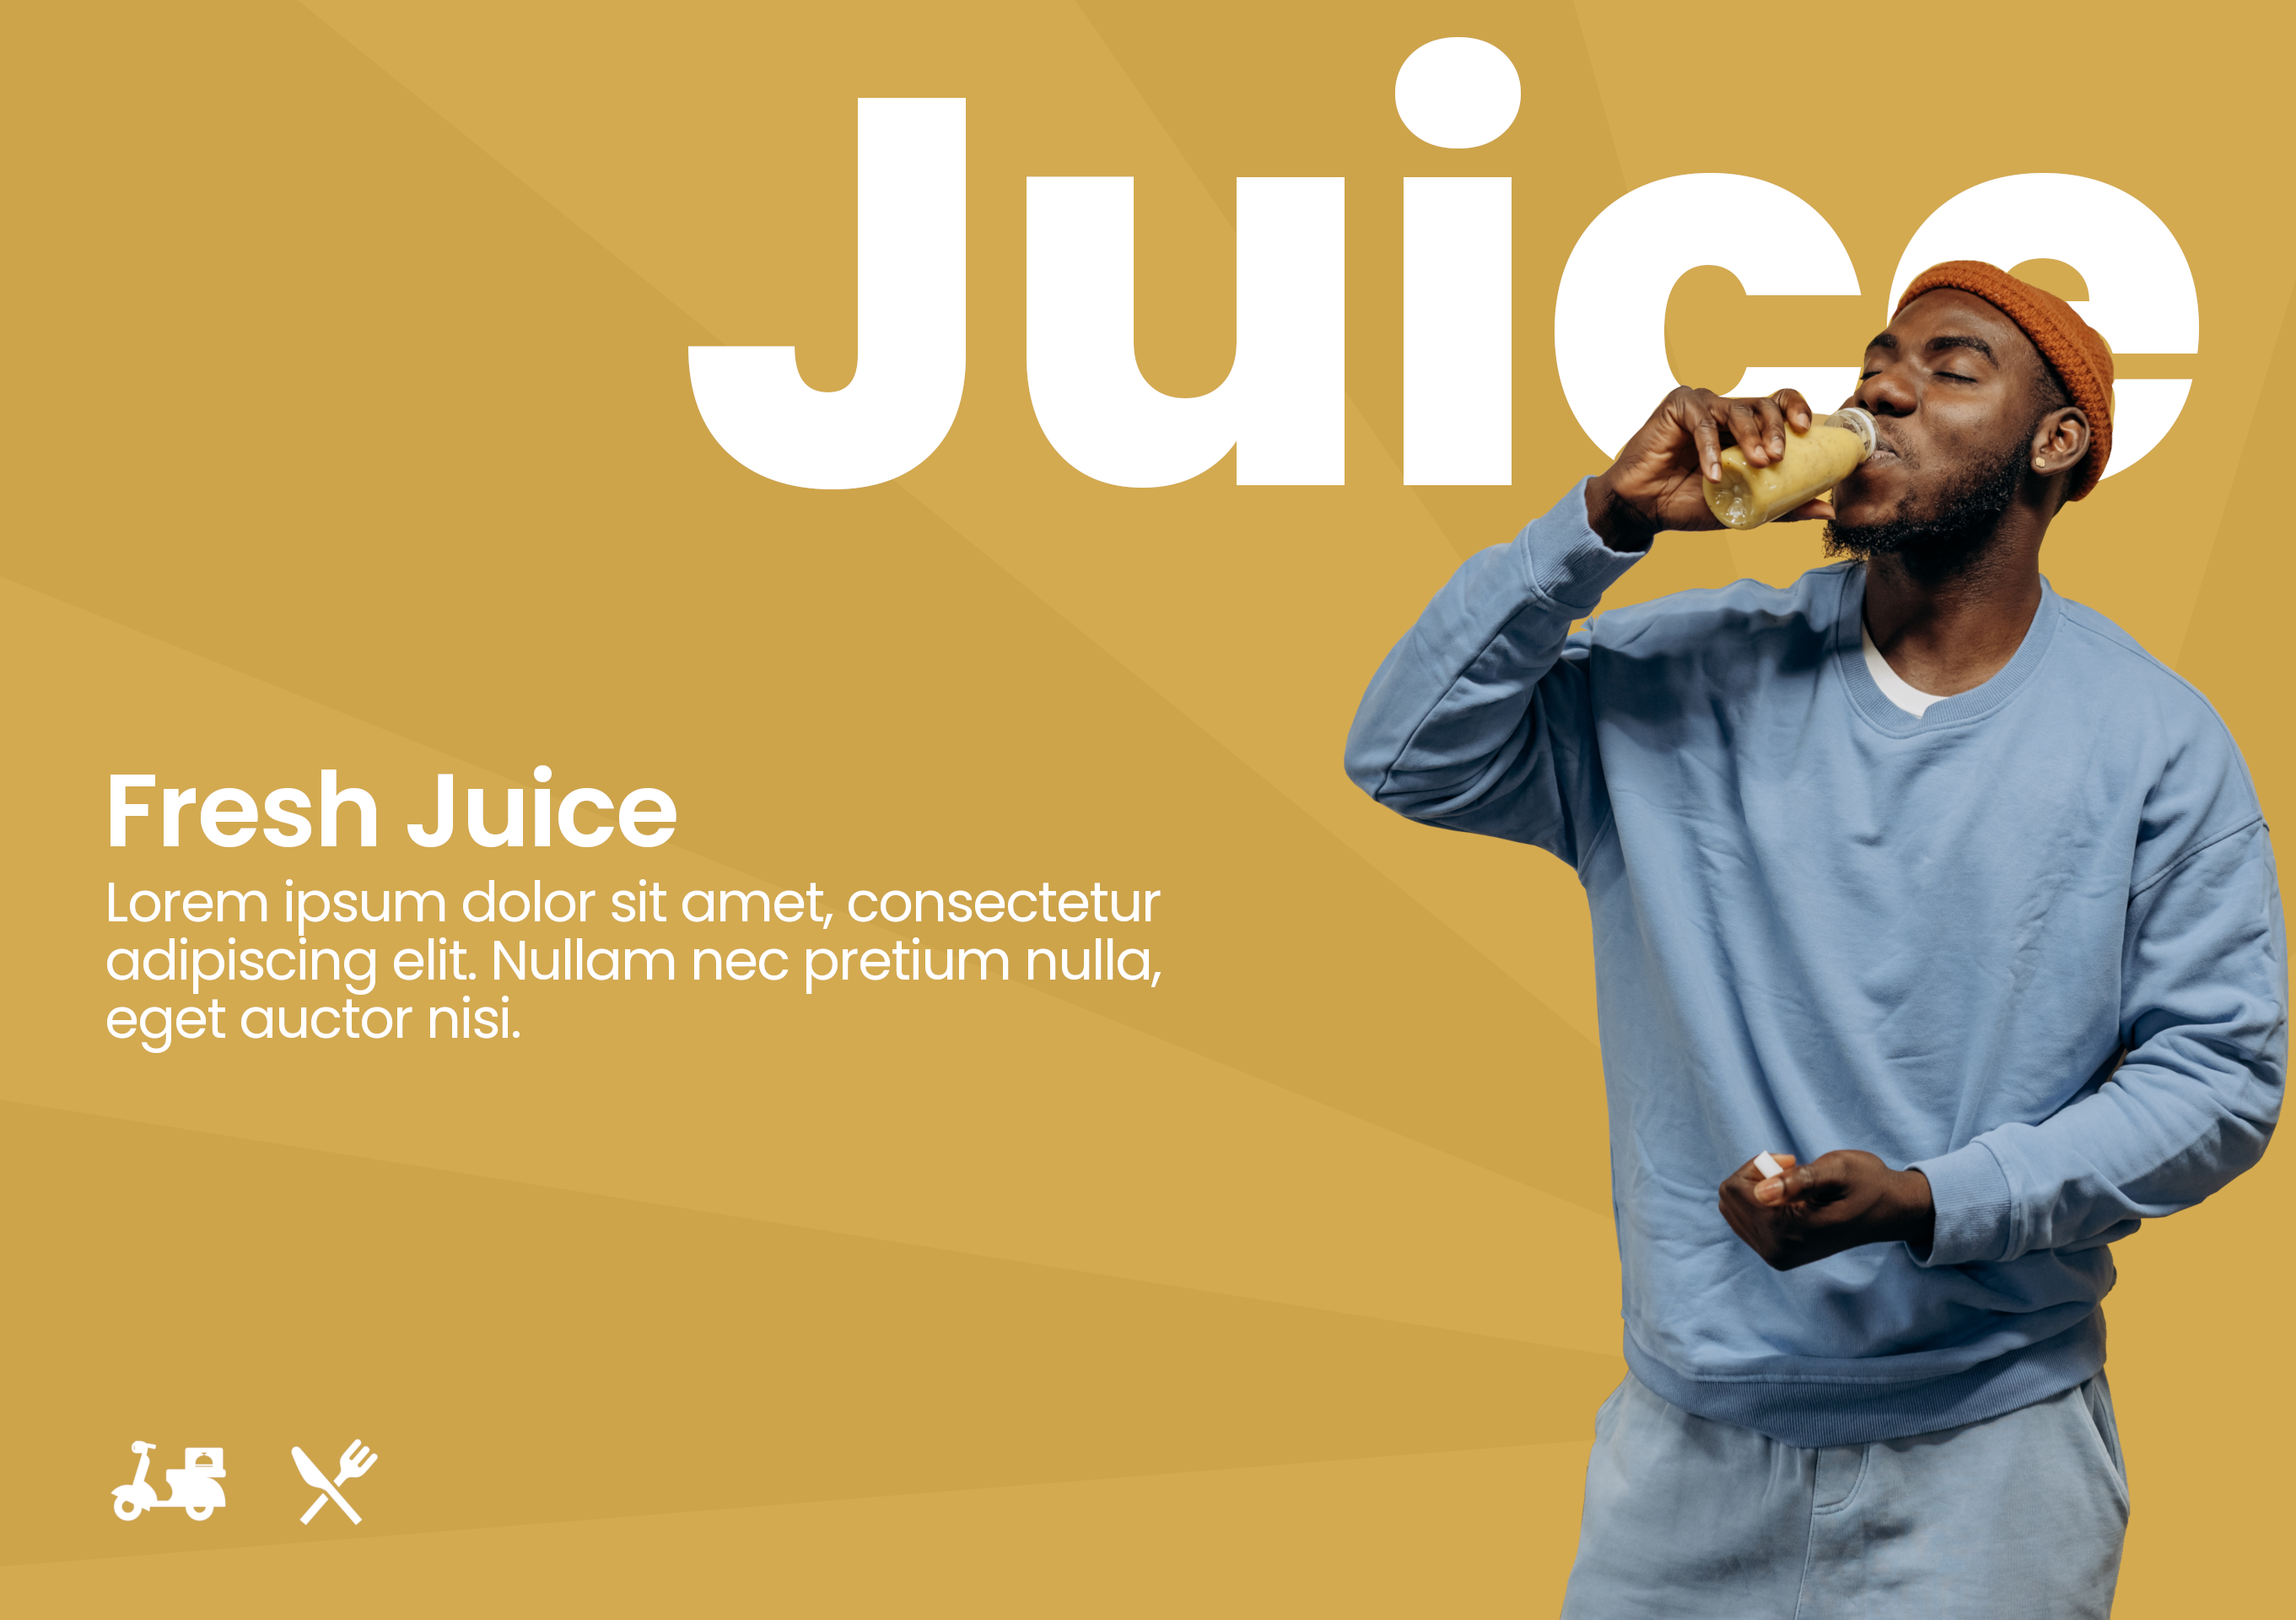 Juice
Fresh Juice
Lorem ipsum dolor sit amet, consectetur
adipiscing elit. Nullam nec pretium nulla,
eget auctor nisi.